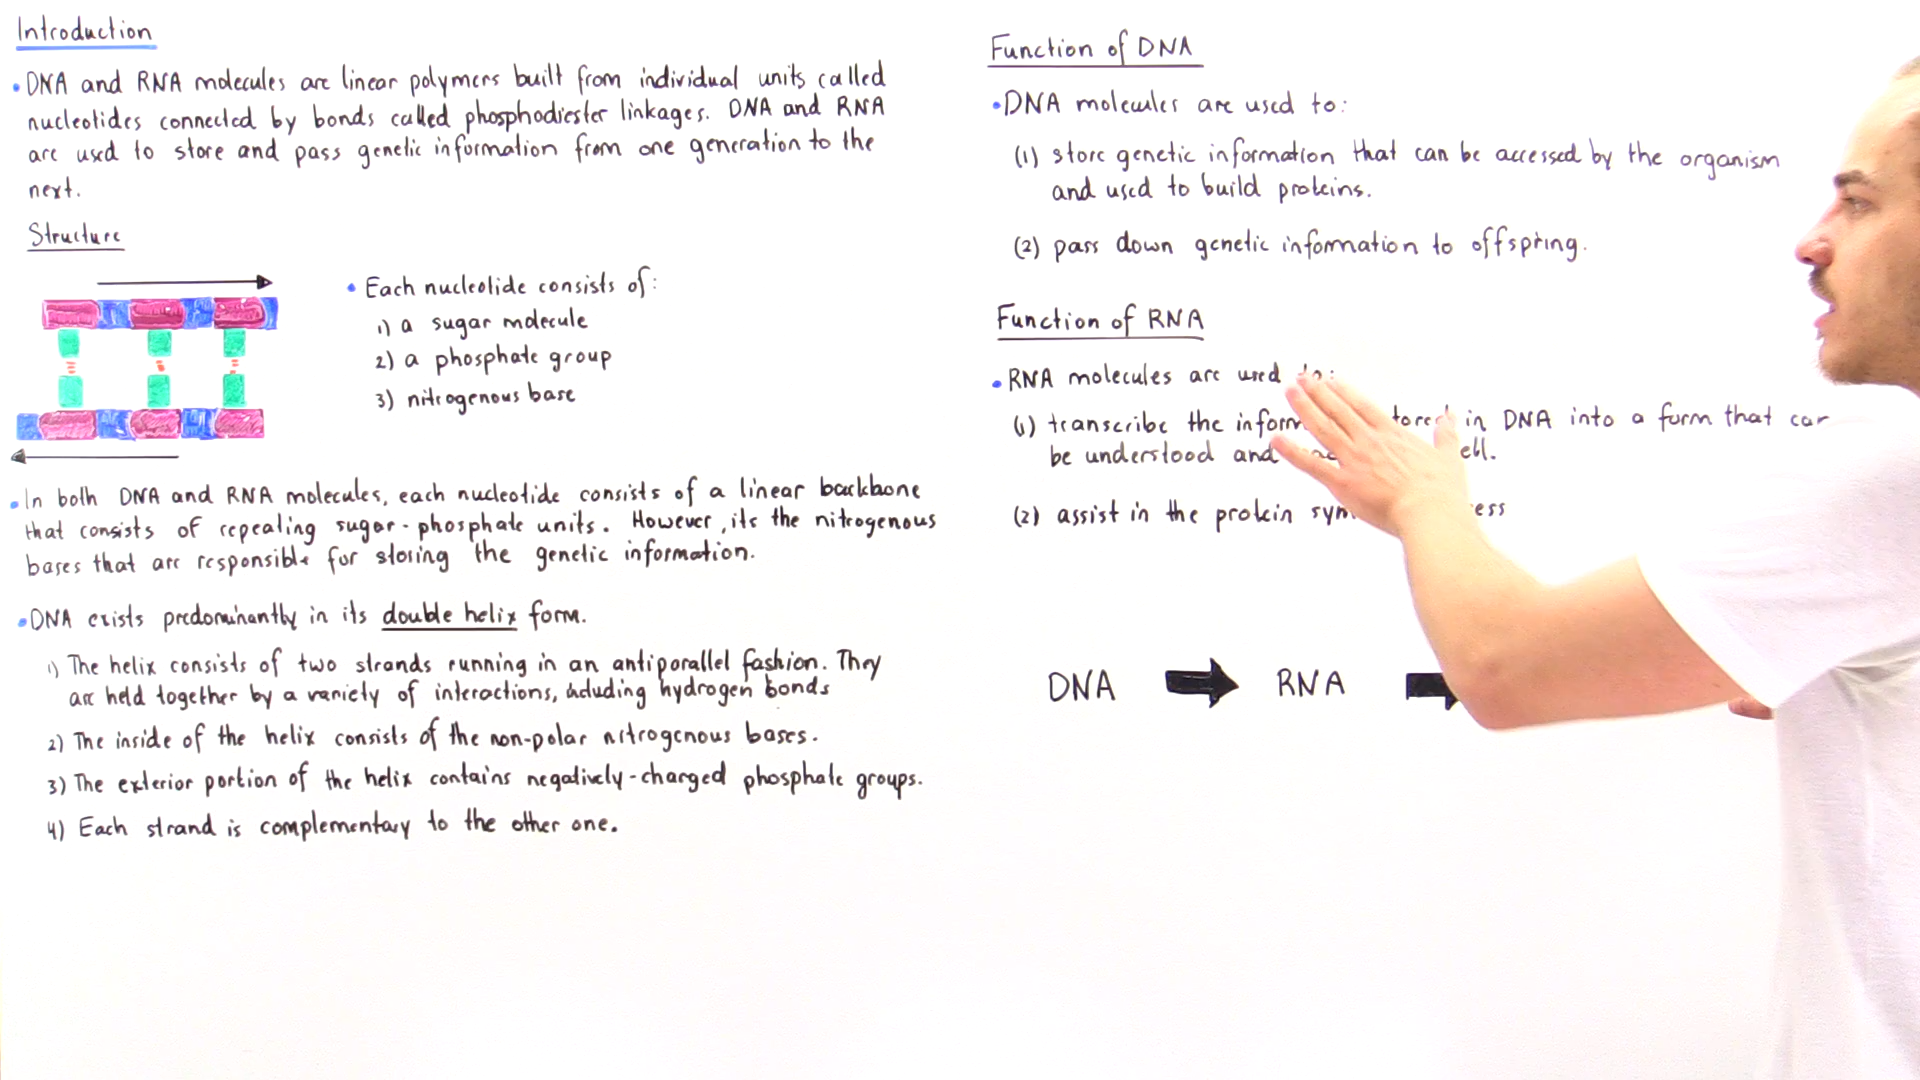 Introduction
• DNA and RNA molecules are linear polymers built from individual units called
nucleotides connected by bonds called phosphodiester linkages. DNA and RNA
are used to store and pass genetic information from one generation to the
next.
Structure
• Each nucleotide consists of:
1) a sugar molecule
2) a phosphate group
3) nitrogenous base
• In both DNA and RNA molecules, each nucleotide consists of a linear backbone
that consists of repeating sugar-phosphate units. However, its the nitrogenous
bases that are responsible for storing the genetic information.
• DNA exists predominantly in its double helix form.
1) The helix consists of two strands running in an antiparallel fashion. They
are held together by a variety of interactions, including hydrogen bonds
2) The inside of the helix consists of the non-polar nitrogenous bases.
3) The exterior portion of the helix contains negatively-charged phosphate groups.
4) Each strand is complementary to the other one.
Function of DNA
• DNA molecules are used to:
(1) store genetic information that can be accessed by the organism
and used to build proteins.
(2) pass down genetic information to offspring.
Function of RNA
• RNA molecules are used to:
(1) transcribe the in DNA into a form that can
be understood and
(2) assist in the protein
DNA → RNA →